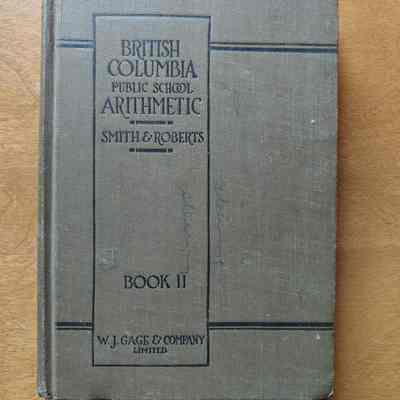 BRITISH
COLUMBIA
PUBLIC SCHOOL
ARITHMETIC
SMITH & ROBERTS
BOOK II
W. J. GAGE & COMPANY
LIMITED